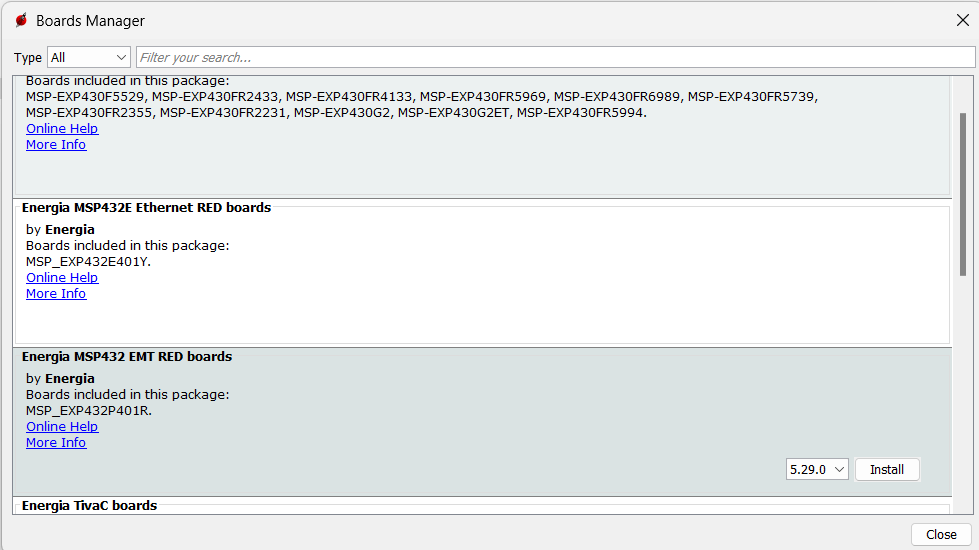 Boards Manager
Type All Filter your search...
Boards included in this package:
MSP-EXP430F5529, MSP-EXP430FR2433, MSP-EXP430FR4133, MSP-EXP430FR5969, MSP-EXP430FR6989, MSP-EXP430FR5739,
MSP-EXP430FR2355, MSP-EXP430FR2231, MSP-EXP430G2, MSP-EXP430G2ET, MSP-EXP430FR5994.
Online Help
More Info
Energia MSP432E Ethernet RED boards
by Energia
Boards included in this package:
MSP_EXP432E401Y.
Online Help
More Info
Energia MSP432 EMT RED boards
by Energia
Boards included in this package:
MSP_EXP432P401R.
Online Help
More Info
5.29.0 Install
Energia TivaC boards
Close